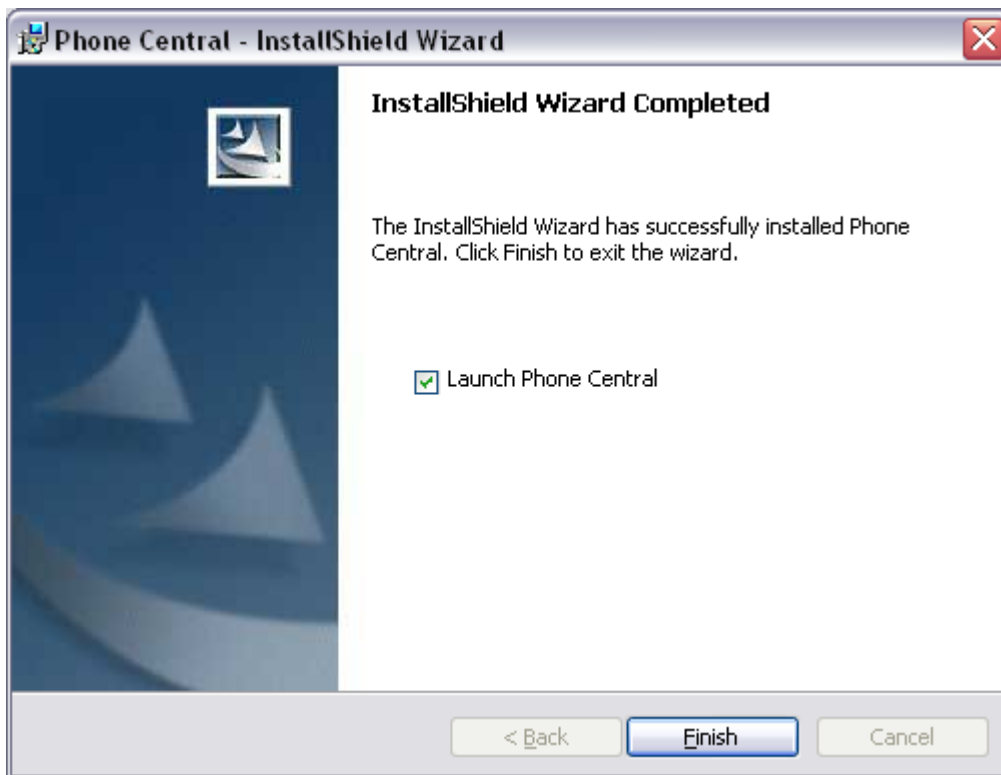 Phone Central - InstallShield Wizard
InstallShield Wizard Completed
The InstallShield Wizard has successfully installed Phone
Central. Click Finish to exit the wizard.
Launch Phone Central
< Back
Finish
Cancel